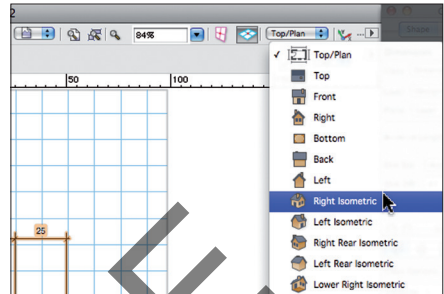 2
84%
Top/Plan
...
50
100
✓ Top/Plan
Top
Front
Right
Bottom
Back
Left
25
Right Isometric
Left Isometric
Right Rear Isometric
Left Rear Isometric
Lower Right Isometric